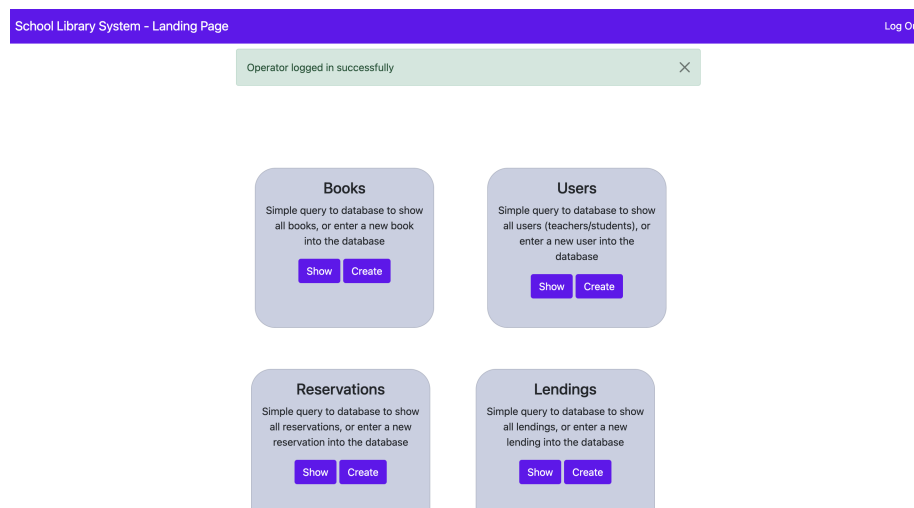 School Library System - Landing Page
Log
Operator logged in successfully
Books
Simple query to database to show
all books, or enter a new book
into the database
Show Create
Users
Simple query to database to show
all users (teachers/students), or
enter a new user into the
database
Show Create
Reservations
Simple query to database to show
all reservations, or enter a new
reservation into the database
Show Create
Lendings
Simple query to database to show
all lendings, or enter a new
lending into the database
Show Create